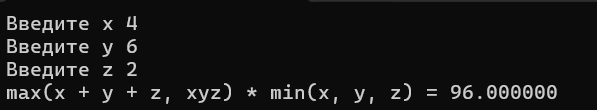 Введите x 4
Введите y 6
Введите z 2
max(x + y + z, xyz) * min(x, y, z) = 96.000000